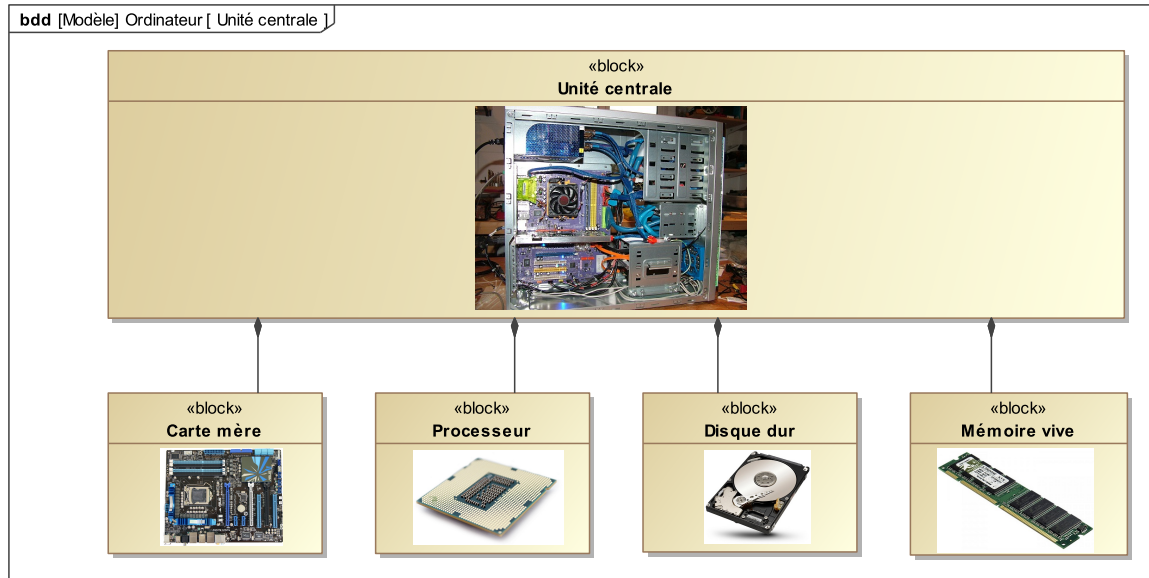 bdd [Modèle] Ordinateur [ Unité centrale ]
«block»
Unité centrale
«block»
Carte mère
«block»
Processeur
«block»
Disque dur
«block»
Mémoire vive